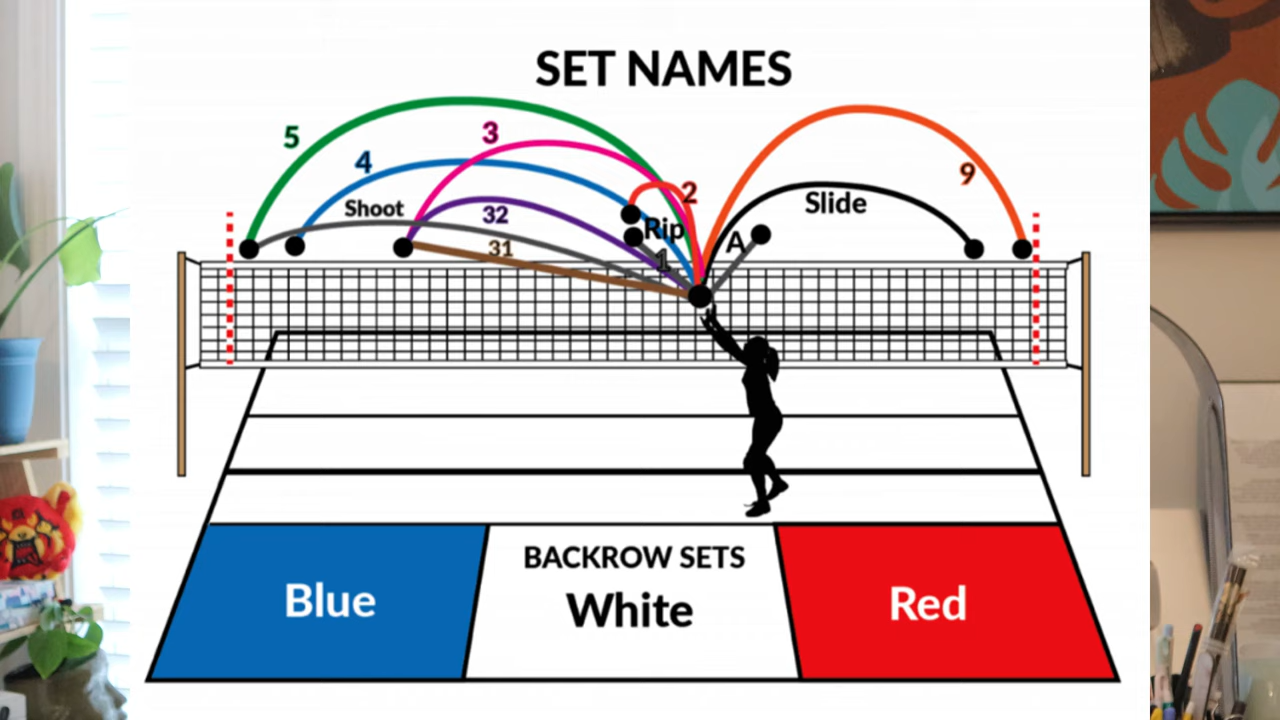 SET NAMES
5
4
3
2
9
Shoot
32
Rip
Slide
31
1
A
BACKROW SETS
Blue
White
Red